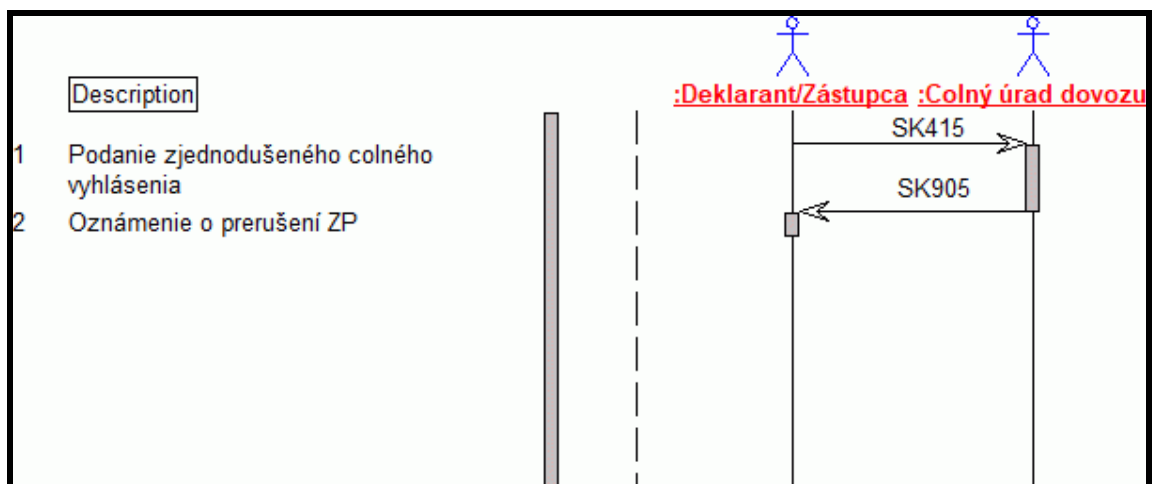 Description
:Deklarant/Zástupca :Colný úrad dovozu
SK415
1 Podanie zjednodušeného colného
vyhlásenia
SK905
2 Oznámenie o prerušení ZP